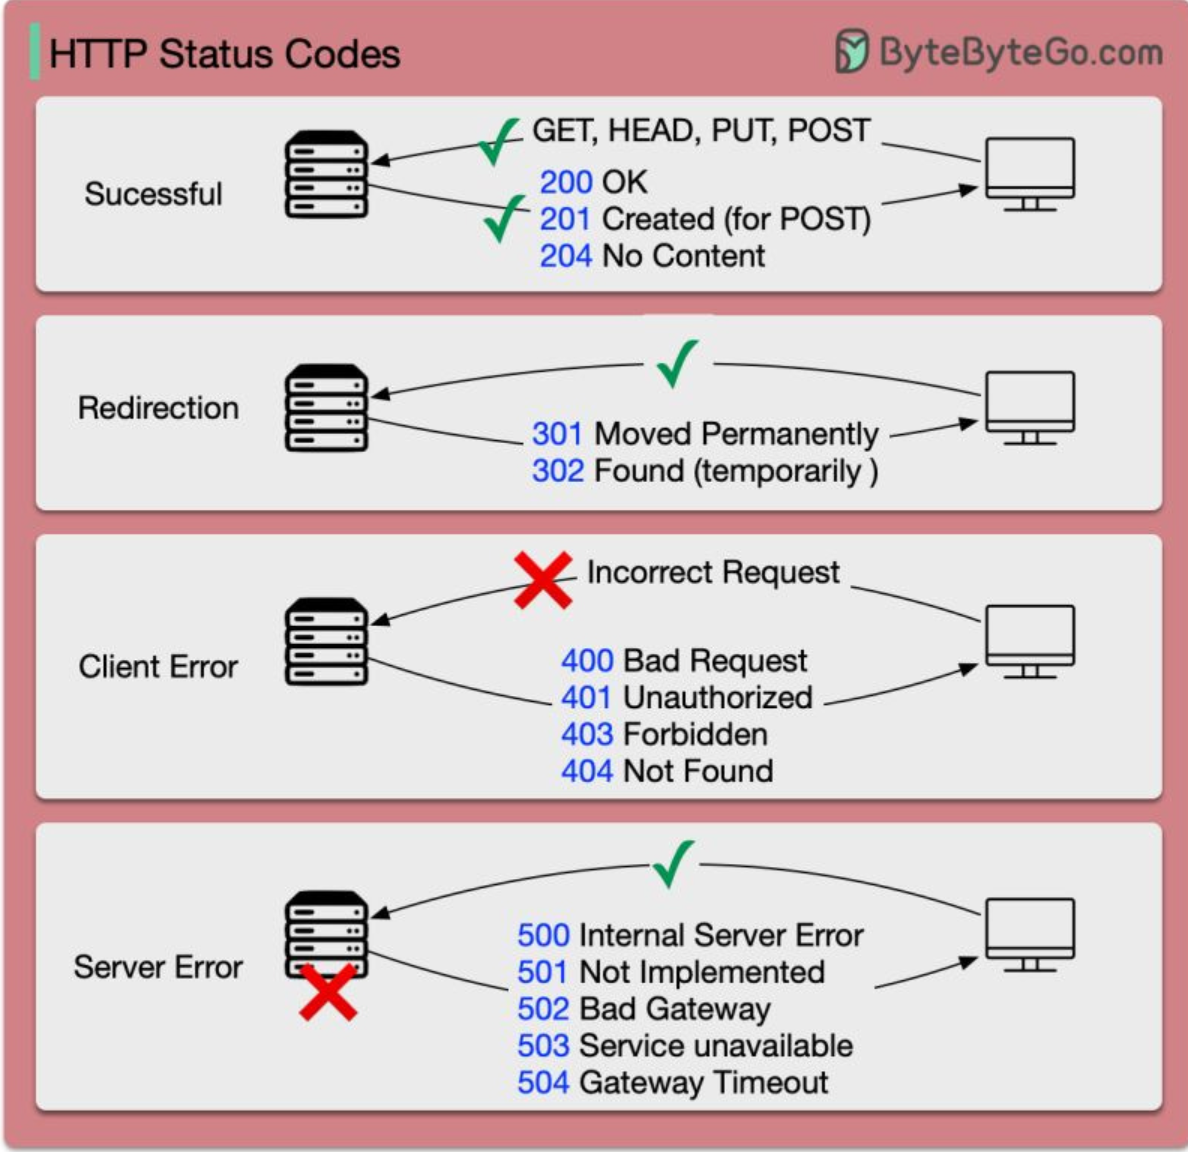 HTTP Status Codes
ByteByteGo.com
Sucessful
GET, HEAD, PUT, POST
200 OK
201 Created (for POST)
204 No Content
Redirection
301 Moved Permanently
302 Found (temporarily )
Client Error
Incorrect Request
400 Bad Request
401 Unauthorized
403 Forbidden
404 Not Found
Server Error
500 Internal Server Error
501 Not Implemented
502 Bad Gateway
503 Service unavailable
504 Gateway Timeout